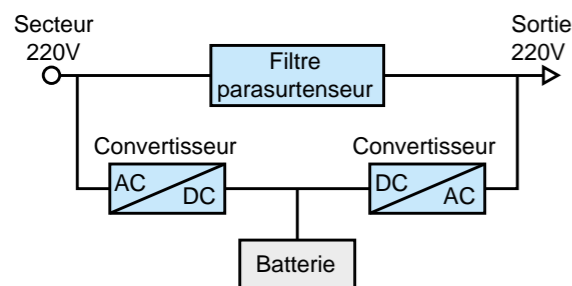 Secteur
220V
Sortie
220V
Filtre
parasurtenseur
Convertisseur
AC
DC
Convertisseur
DC
AC
Batterie